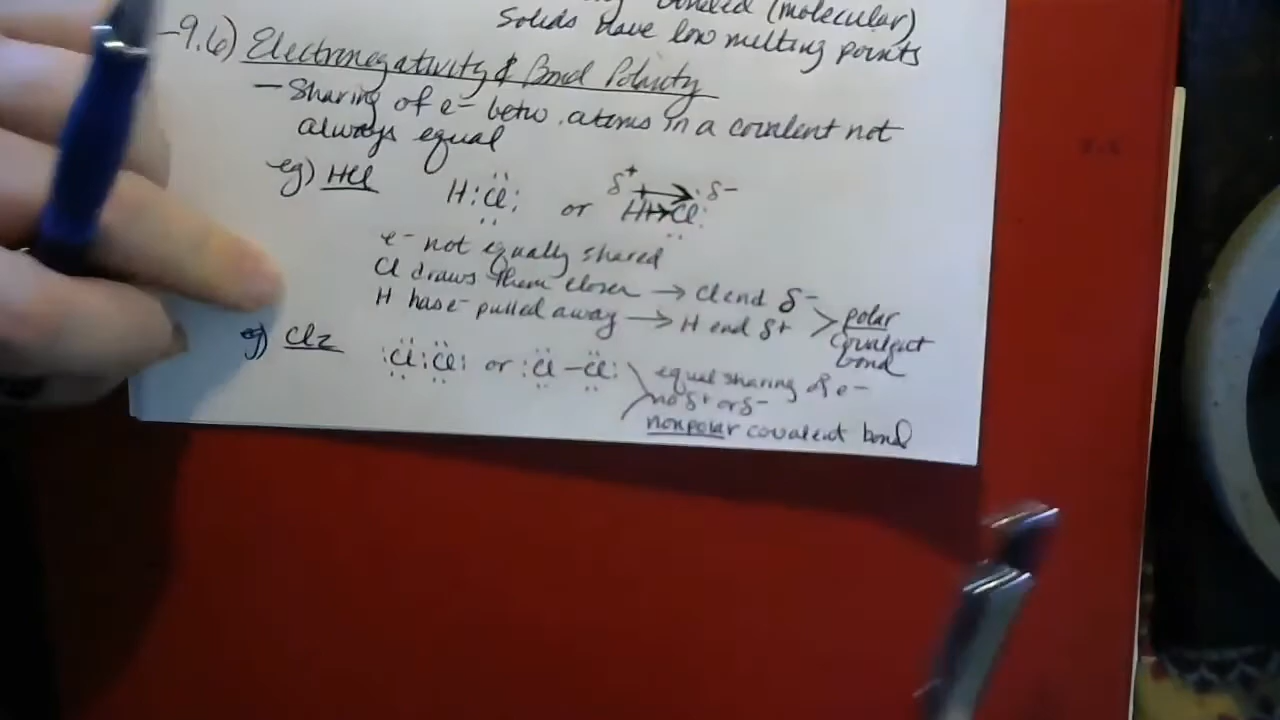 bonded (molecular)
Solids have low melting points
-9.6) Electronegativity & Bond Polarity
- Sharing of e- betw. atoms in a covalent not
always equal
eg) HCl H:Cl: or δ+ δ- H Cl:
e- not equally shared
Cl draws them closer → Cl end δ-
H has e- pulled away → H end δ+ > polar
covalent
bond
eg) Cl2 :Cl:Cl: or :Cl-Cl: equal sharing of e-
no δ+ or δ-
nonpolar covalent bond